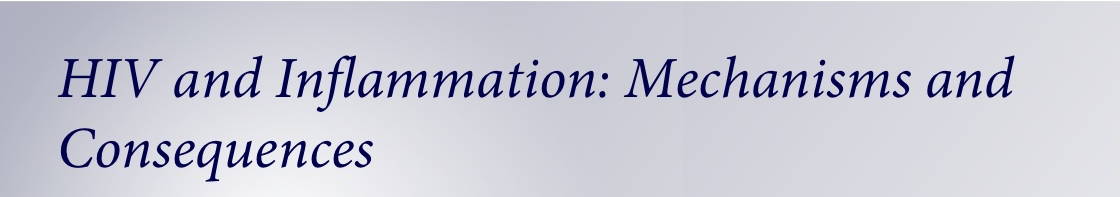 HIV and Inflammation: Mechanisms and
Consequences